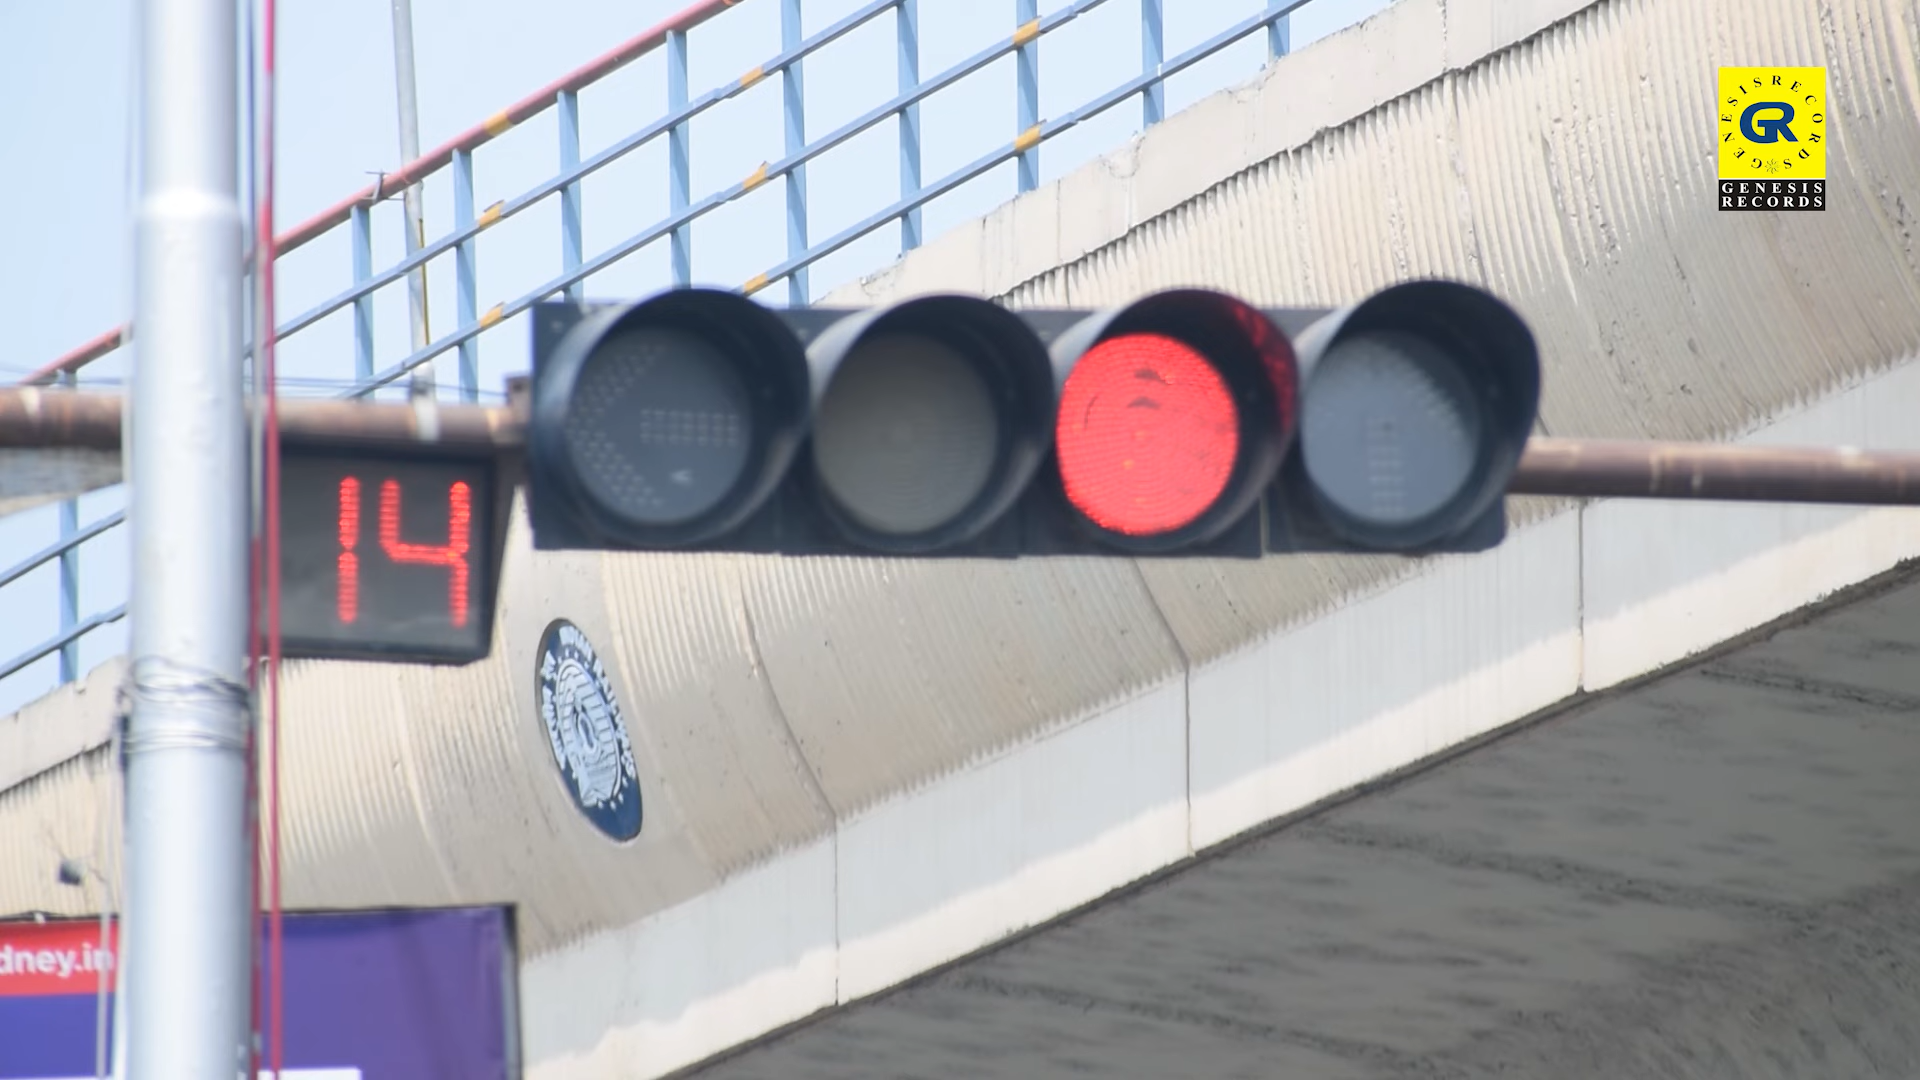 GENESIS RECORDS
GR
GENESIS
RECORDS
14
dney.in